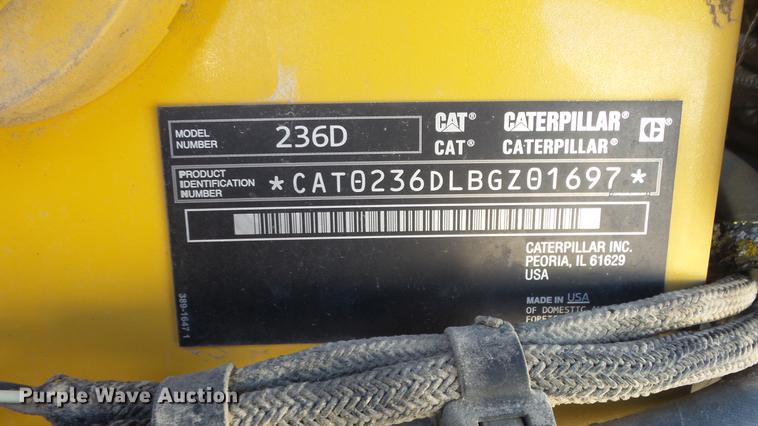 MODEL NUMBER 236D
CAT® CATERPILLAR® C
CAT® CATERPILLAR®
PRODUCT IDENTIFICATION NUMBER *CAT0236DLBGZ01697*
CATERPILLAR INC.
PEORIA, IL 61629
USA
MADE IN USA
OF DOMESTIC
389-1647 1
Purple Wave Auction